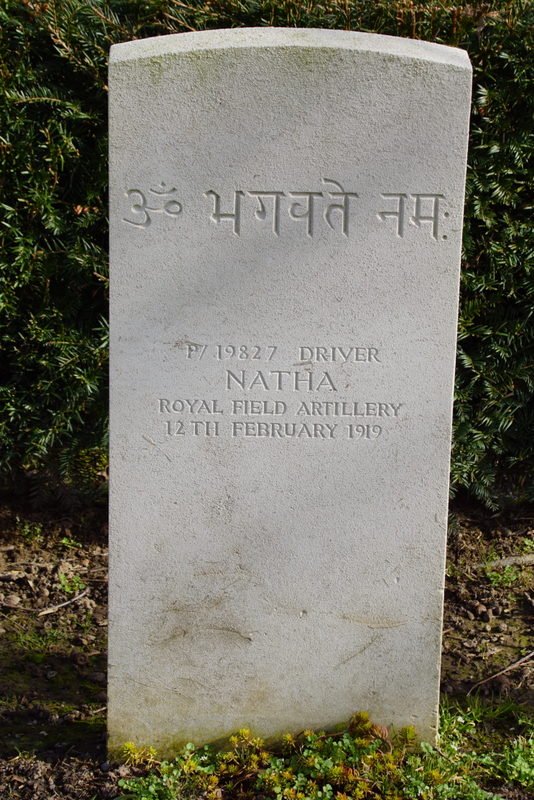 ॐ भगवते नमः
P/19827 DRIVER
NATHA
ROYAL FIELD ARTILLERY
12TH FEBRUARY 1919